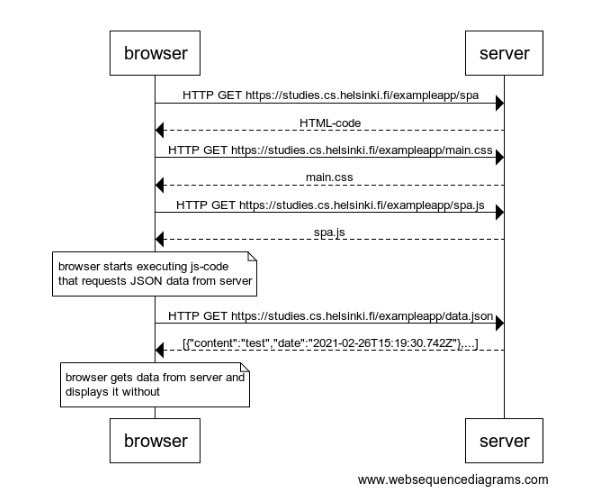 browser
server
HTTP GET https://studies.cs.helsinki.fi/exampleapp/spa
HTML-code
HTTP GET https://studies.cs.helsinki.fi/exampleapp/main.css
main.css
HTTP GET https://studies.cs.helsinki.fi/exampleapp/spa.js
spa.js
browser starts executing js-code
that requests JSON data from server
HTTP GET https://studies.cs.helsinki.fi/exampleapp/data.json
[{"content":"test","date":"2021-02-26T15:19:30.742Z"},...]
browser gets data from server and
displays it without
browser
server
www.websequencediagrams.com